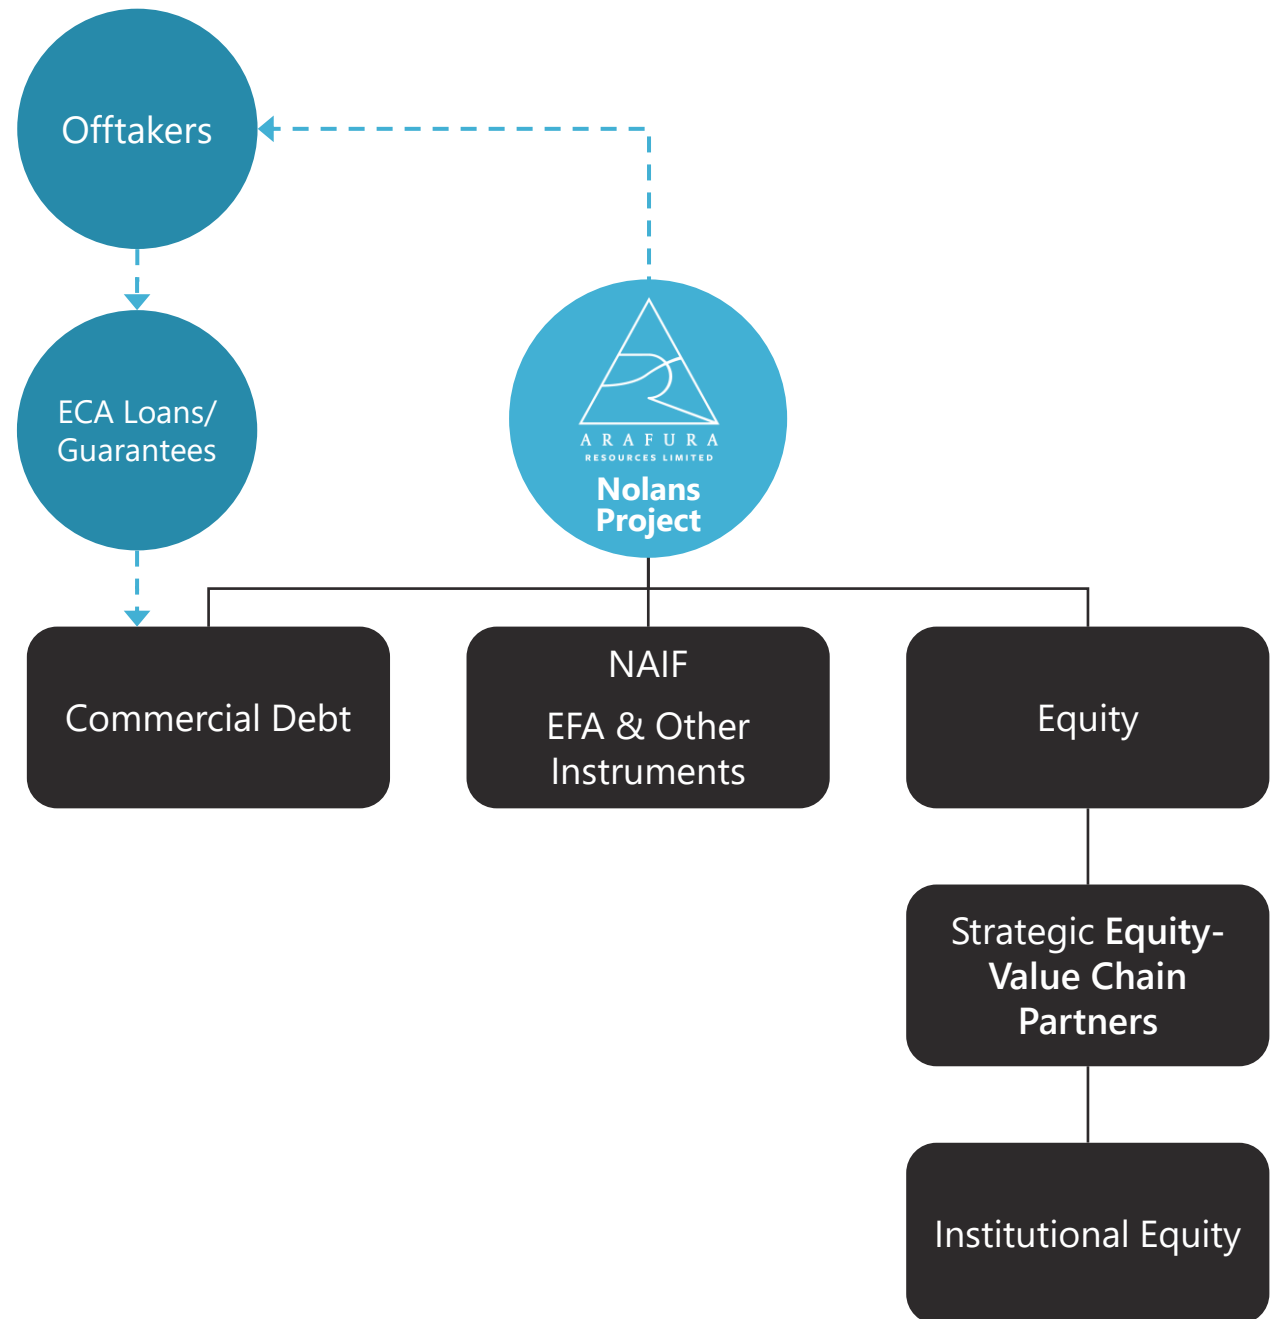 Offtakers
ECA Loans/
Guarantees
ARAFURA
RESOURCES LIMITED
Nolans
Project
Commercial Debt
NAIF
EFA & Other
Instruments
Equity
Strategic Equity-
Value Chain
Partners
Institutional Equity